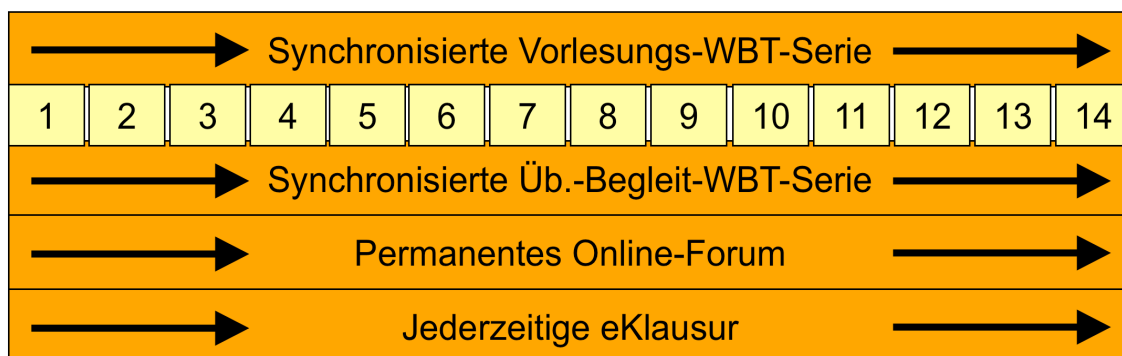 Synchronisierte Vorlesungs-WBT-Serie
1 2 3 4 5 6 7 8 9 10 11 12 13 14
Synchronisierte Üb.-Begleit-WBT-Serie
Permanentes Online-Forum
Jederzeitige eKlausur